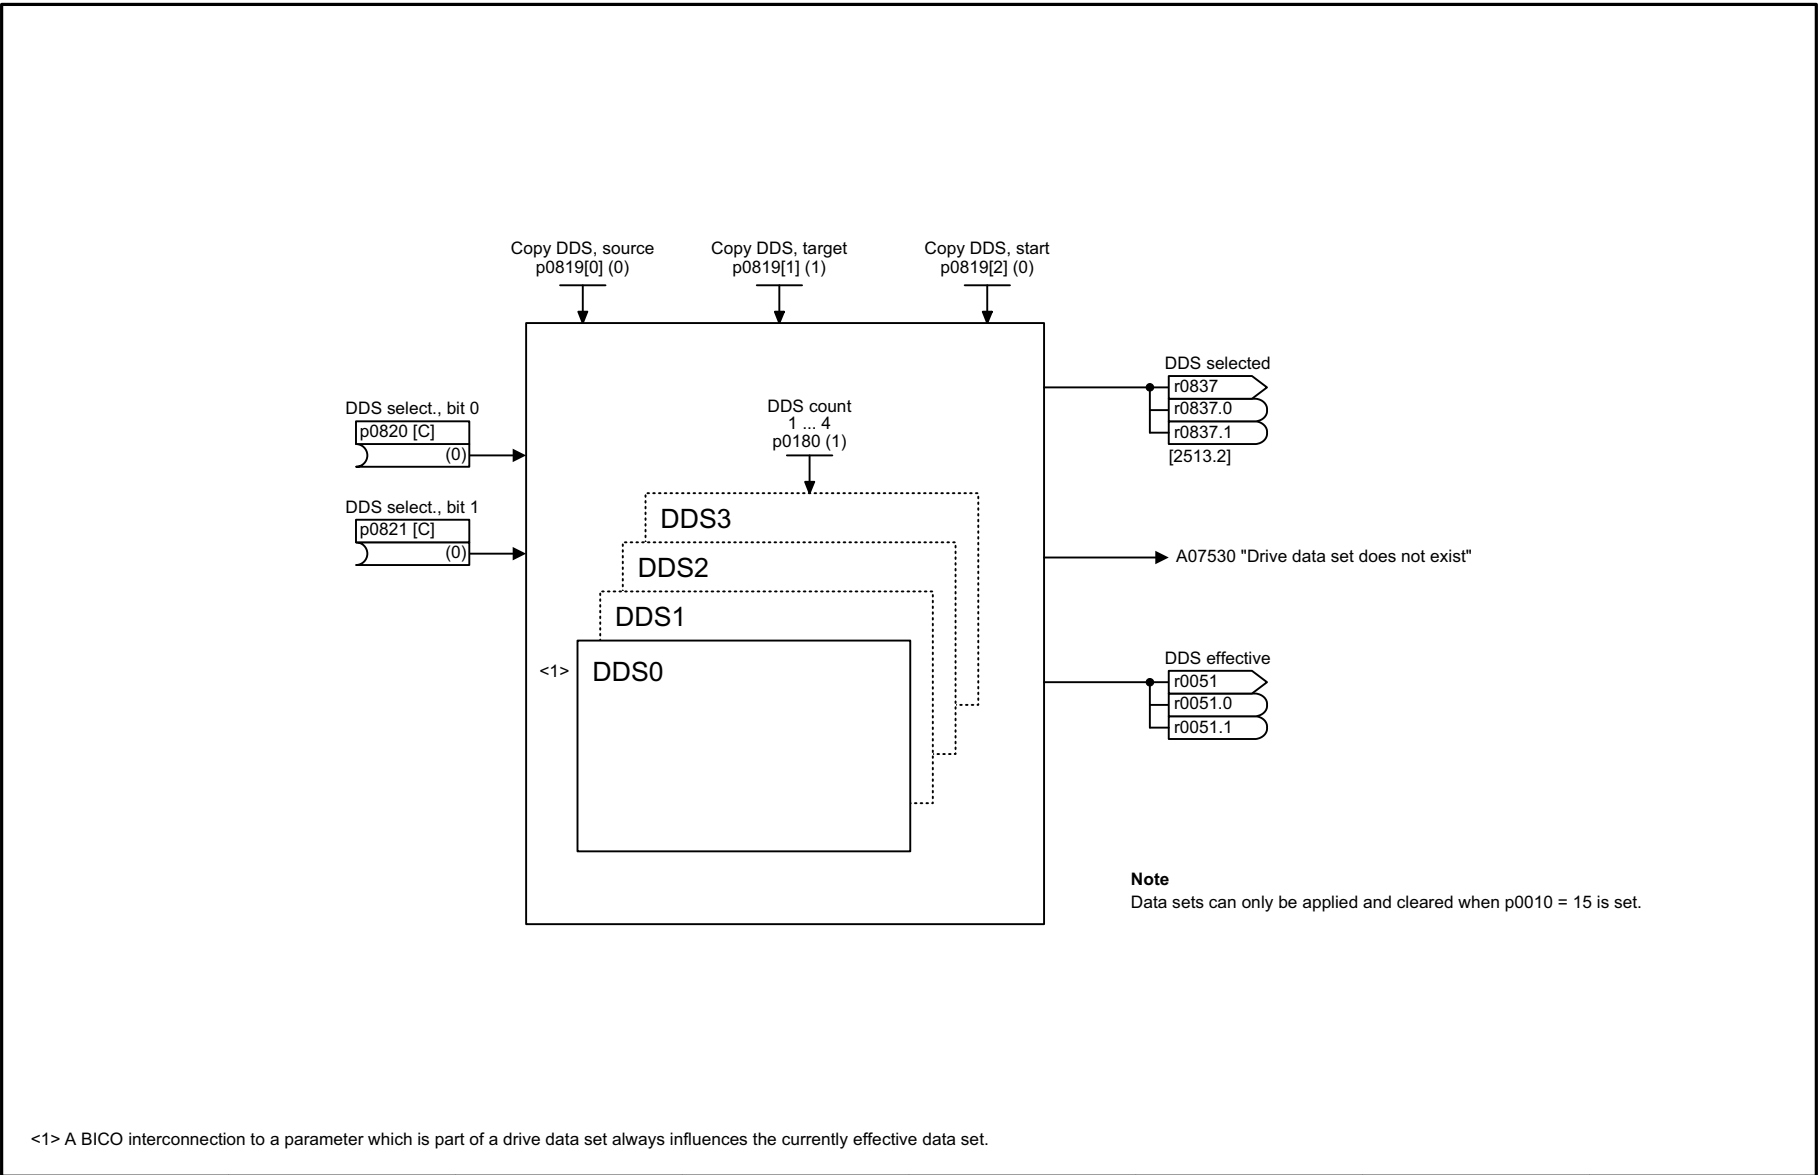 Copy DDS, source
p0819[0] (0)
Copy DDS, target
p0819[1] (1)
Copy DDS, start
p0819[2] (0)
DDS select., bit 0
p0820 [C]
(0)
DDS select., bit 1
p0821 [C]
(0)
DDS count
1 ... 4
p0180 (1)
DDS3
DDS2
DDS1
<1>
DDS0
DDS selected
r0837
r0837.0
r0837.1
[2513.2]
A07530 "Drive data set does not exist"
DDS effective
r0051
r0051.0
r0051.1
Note
Data sets can only be applied and cleared when p0010 = 15 is set.
<1> A BICO interconnection to a parameter which is part of a drive data set always influences the currently effective data set.